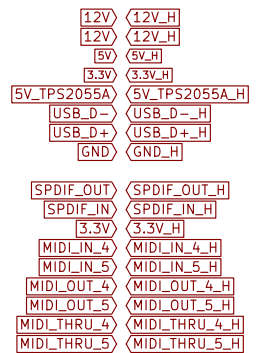 12V 12V_H
12V 12V_H
5V 5V_H
3.3V 3.3V_H
5V_TPS2055A 5V_TPS2055A_H
USB_D- USB_D-_H
USB_D+ USB_D+_H
GND GND_H
SPDIF_OUT SPDIF_OUT_H
SPDIF_IN SPDIF_IN_H
3.3V 3.3V_H
MIDI_IN_4 MIDI_IN_4_H
MIDI_IN_5 MIDI_IN_5_H
MIDI_OUT_4 MIDI_OUT_4_H
MIDI_OUT_5 MIDI_OUT_5_H
MIDI_THRU_4 MIDI_THRU_4_H
MIDI_THRU_5 MIDI_THRU_5_H